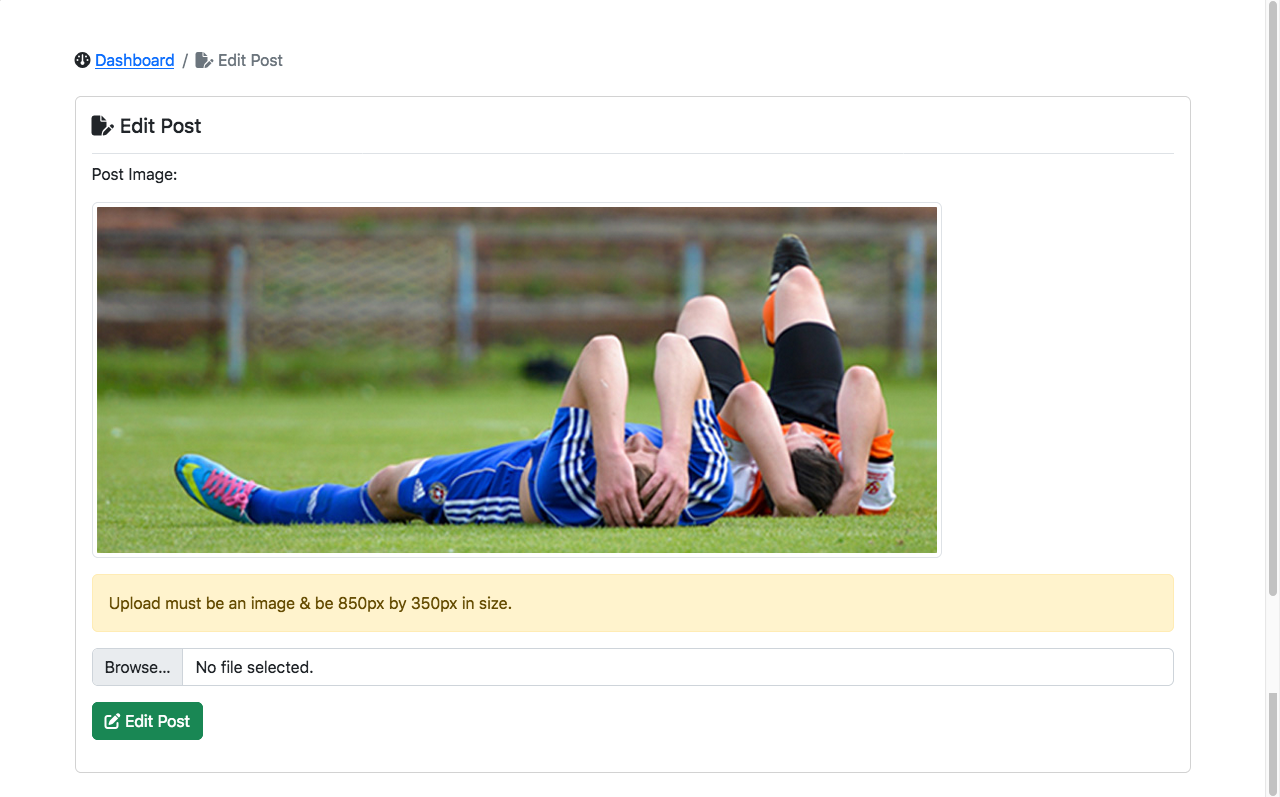 Dashboard / Edit Post
Edit Post
Post Image:
Upload must be an image & be 850px by 350px in size.
Browse... No file selected.
Edit Post